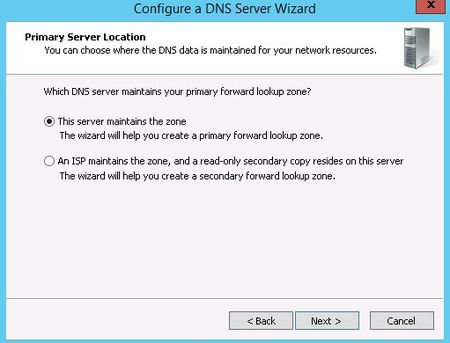 Configure a DNS Server Wizard
x
Primary Server Location
You can choose where the DNS data is maintained for your network resources.
Which DNS server maintains your primary forward lookup zone?
This server maintains the zone
The wizard will help you create a primary forward lookup zone.
An ISP maintains the zone, and a read-only secondary copy resides on this server
The wizard will help you create a secondary forward lookup zone.
< Back Next > Cancel